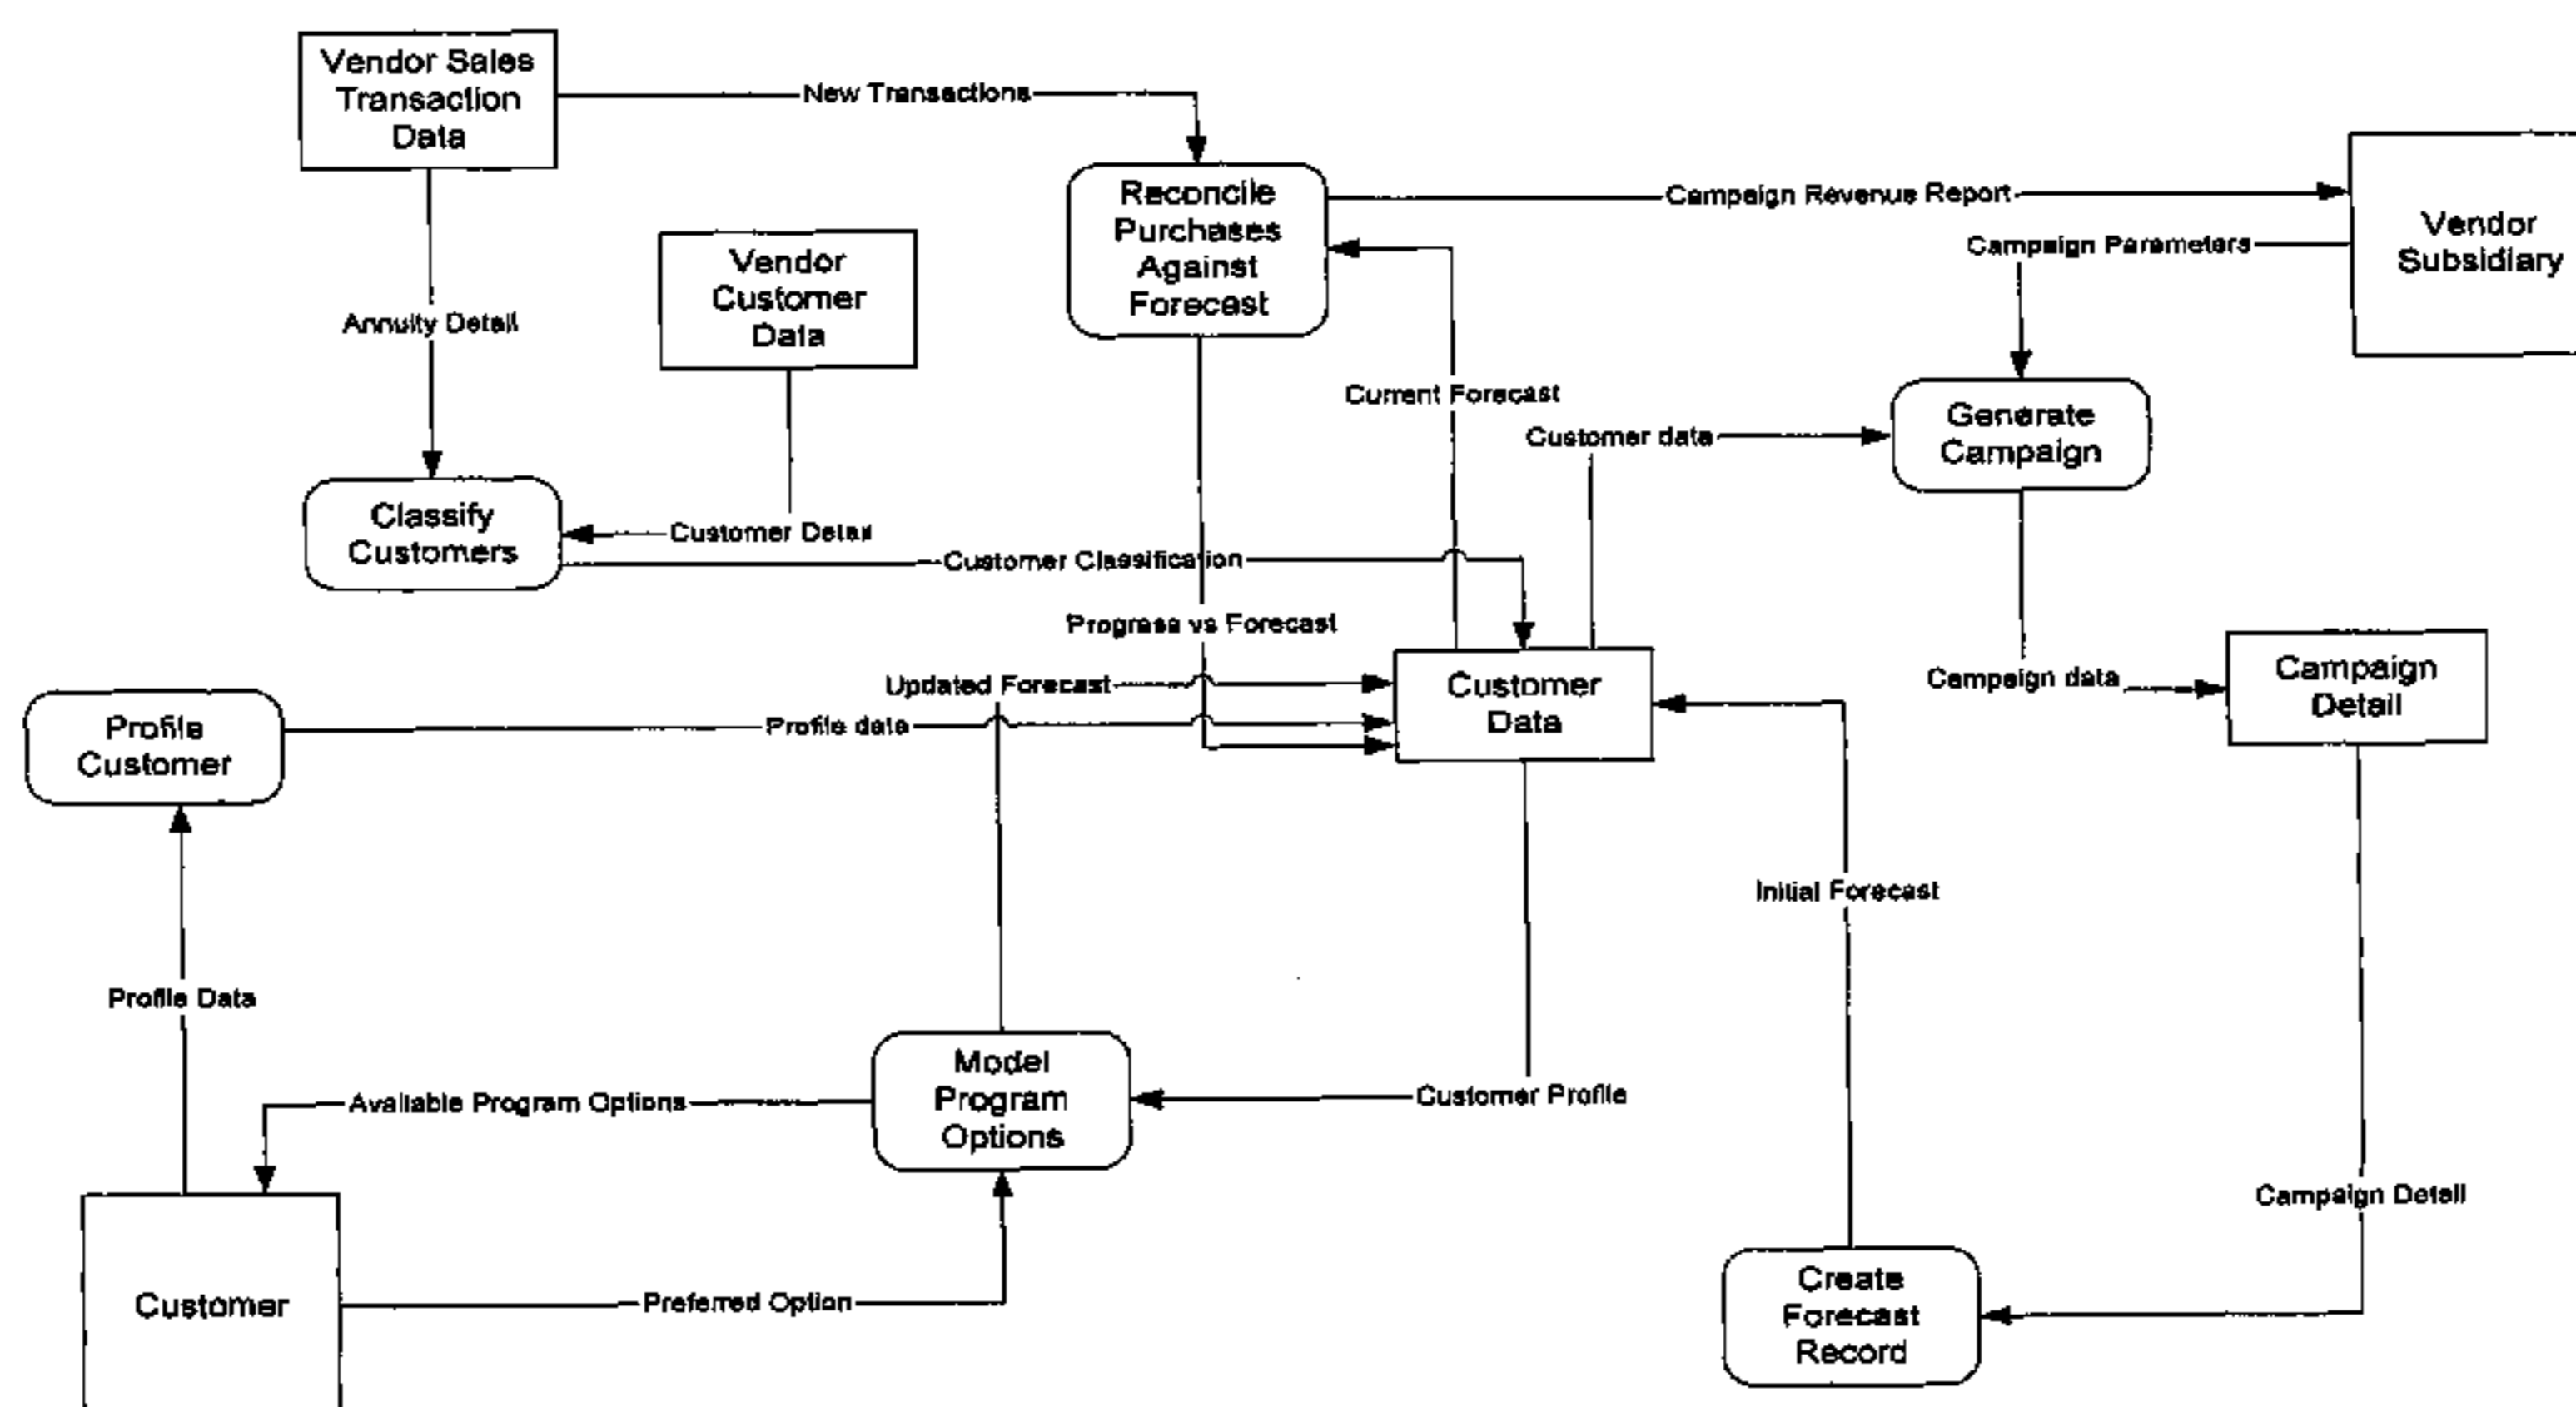 Vendor Sales
Transaction
Data
New Transactions
Reconcile
Purchases
Against
Forecast
Campaign Revenue Report
Vendor
Subsidiary
Campaign Parameters
Vendor
Customer
Data
Annuity Detail
Current Forecast
Customer data
Generate
Campaign
Classify
Customers
Customer Detail
Customer Classification
Progress vs Forecast
Updated Forecast
Customer
Data
Campaign data
Campaign
Detail
Profile
Customer
Profile data
Initial Forecast
Profile Data
Model
Program
Options
Available Program Options
Customer Profile
Campaign Detail
Customer
Preferred Option
Create
Forecast
Record